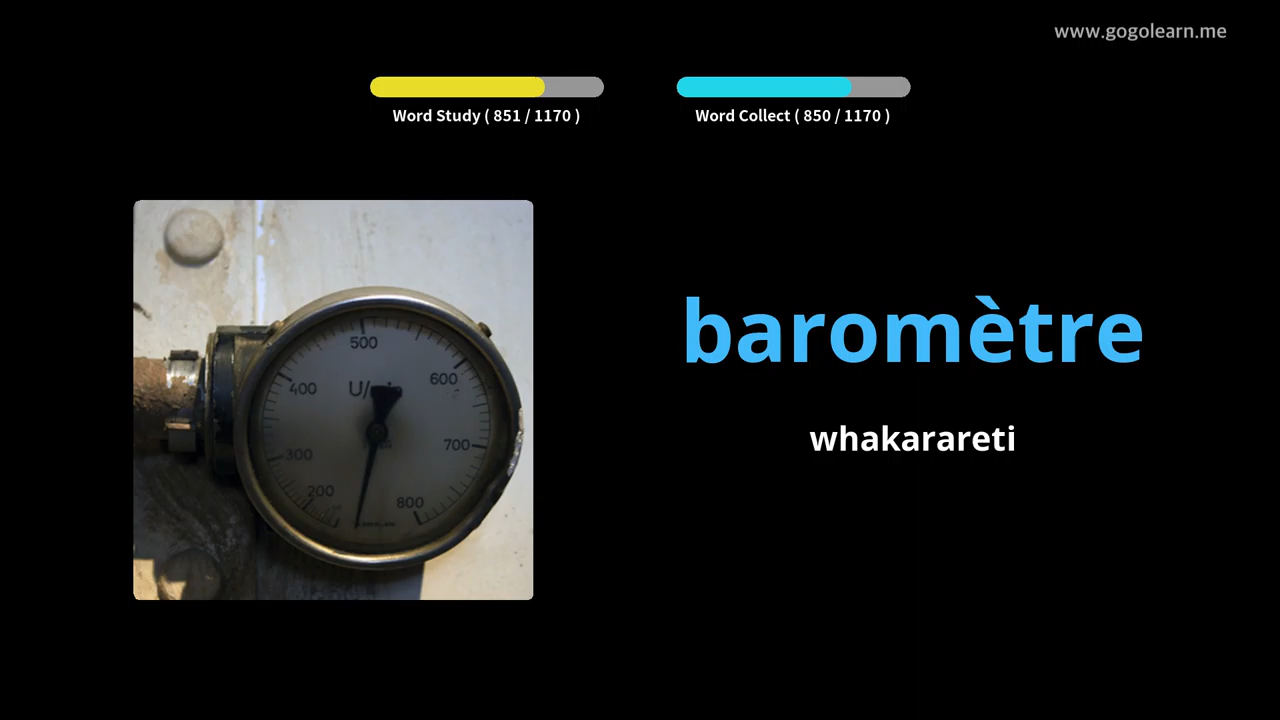 www.gogolearn.me
Word Study ( 851 / 1170 )
Word Collect ( 850 / 1170 )
500
400
600
300
700
200
800
baromètre
whakarareti